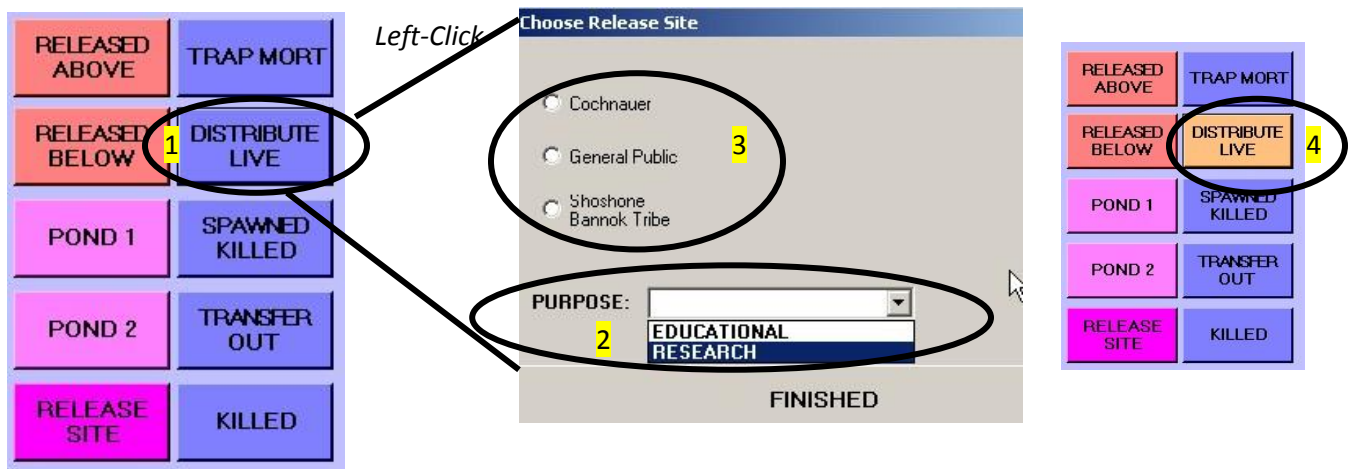 RELEASED
ABOVE
TRAP MORT
RELEASED
BELOW
1
DISTRIBUTE
LIVE
POND 1
SPAWNED
KILLED
POND 2
TRANSFER
OUT
RELEASE
SITE
KILLED
Left-Click
Choose Release Site
Cochnauer
General Public
3
Shoshone
Bannok Tribe
PURPOSE:
2
EDUCATIONAL
RESEARCH
FINISHED
RELEASED
ABOVE
TRAP MORT
RELEASED
BELOW
DISTRIBUTE
LIVE
4
POND 1
SPAWNED
KILLED
POND 2
TRANSFER
OUT
RELEASE
SITE
KILLED